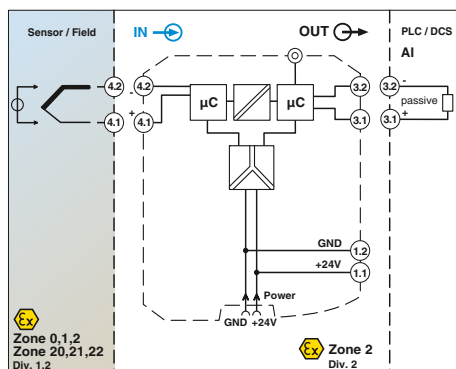 Sensor / Field
IN
OUT
PLC / DCS
AI
4.2
-
4.2
µC
µC
3.2
3.2
-
passive
+
4.1
+
4.1
3.1
3.1
GND
1.2
+24V
1.1
Power
GND +24V
Ex
Zone 0,1,2
Zone 20,21,22
Div. 1,2
Ex
Zone 2
Div. 2